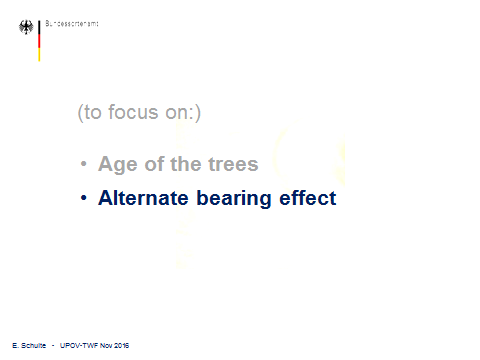 Bundessortenamt
(to focus on:)
• Age of the trees
• Alternate bearing effect
E. Schulte - UPOV-TWF Nov 2016